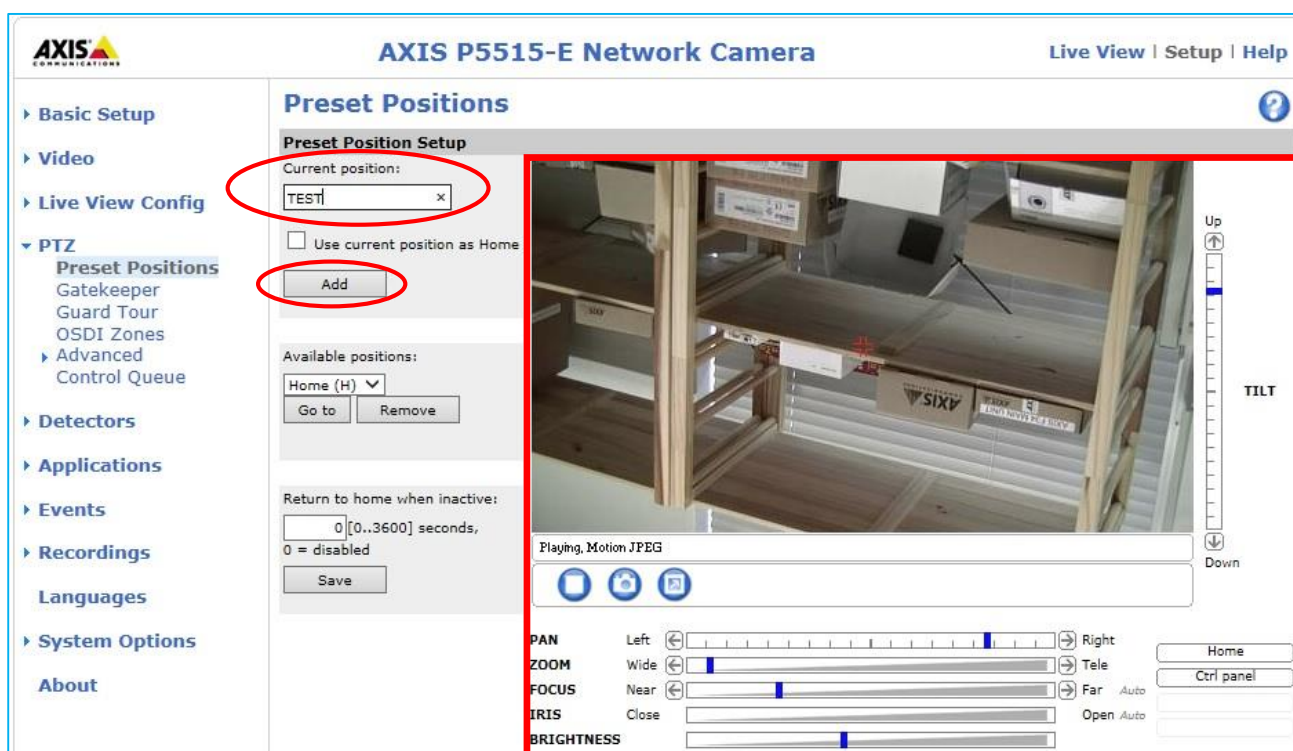 AXIS
COMMUNICATIONS
AXIS P5515-E Network Camera
Live View | Setup | Help
Basic Setup
Video
Live View Config
PTZ
Preset Positions
Gatekeeper
Guard Tour
OSDI Zones
Advanced
Control Queue
Detectors
Applications
Events
Recordings
Languages
System Options
About
Preset Positions
?
Preset Position Setup
Current position:
TEST ×
Use current position as Home
Add
Available positions:
Home (H)
Go to Remove
Return to home when inactive:
0 [0..3600] seconds,
0 = disabled
Save
AXIS
Up
TILT
Down
Playing, Motion JPEG
PAN Left Right
ZOOM Wide Tele
FOCUS Near Far Auto
IRIS Close Open Auto
BRIGHTNESS
Home
Ctrl panel